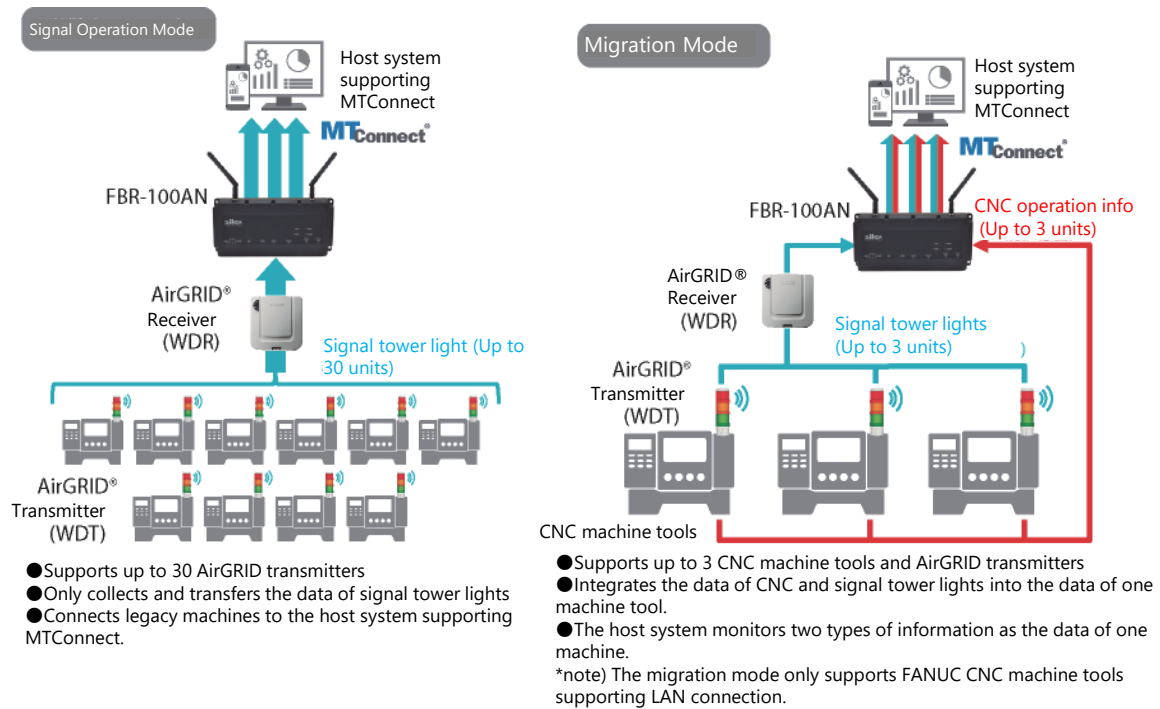 Signal Operation Mode
Host system
supporting
MTConnect
MTConnect®
FBR-100AN
AirGRID®
Receiver
(WDR)
Signal tower light (Up to
30 units)
AirGRID®
Transmitter
(WDT)
●Supports up to 30 AirGRID transmitters
●Only collects and transfers the data of signal tower lights
●Connects legacy machines to the host system supporting
MTConnect.
Migration Mode
Host system
supporting
MTConnect
MTConnect®
FBR-100AN
CNC operation info
(Up to 3 units)
AirGRID®
Receiver
(WDR)
Signal tower lights
(Up to 3 units)
)
AirGRID®
Transmitter
(WDT)
CNC machine tools
●Supports up to 3 CNC machine tools and AirGRID transmitters
●Integrates the data of CNC and signal tower lights into the data of one
machine tool.
●The host system monitors two types of information as the data of one
machine.
*note) The migration mode only supports FANUC CNC machine tools
supporting LAN connection.